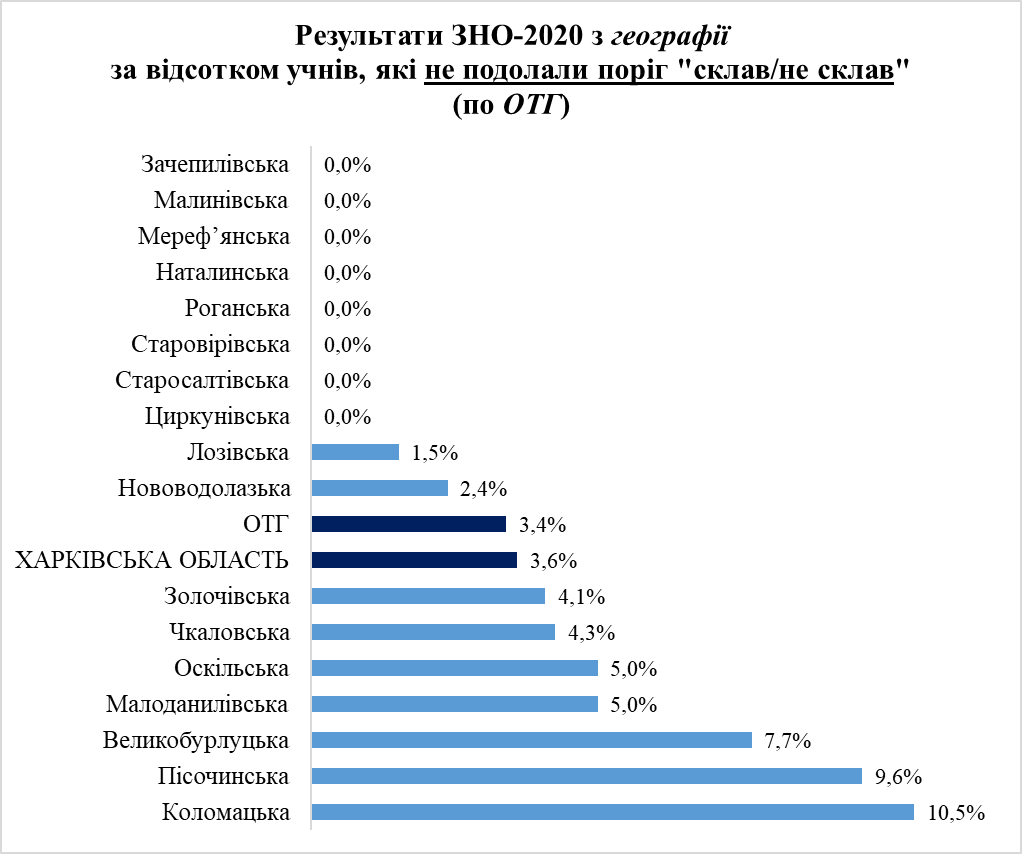 Результати ЗНО-2020 з географії
за відсотком учнів, які не подолали поріг "склав/не склав"
(по ОТГ)
Зачепилівська 0,0%
Малинівська 0,0%
Мереф’янська 0,0%
Наталинська 0,0%
Роганська 0,0%
Старовірівська 0,0%
Старосалтівська 0,0%
Циркунівська 0,0%
Лозівська 1,5%
Нововодолазька 2,4%
ОТГ 3,4%
ХАРКІВСЬКА ОБЛАСТЬ 3,6%
Золочівська 4,1%
Чкаловська 4,3%
Оскільська 5,0%
Малоданилівська 5,0%
Великобурлуцька 7,7%
Пісочинська 9,6%
Коломацька 10,5%